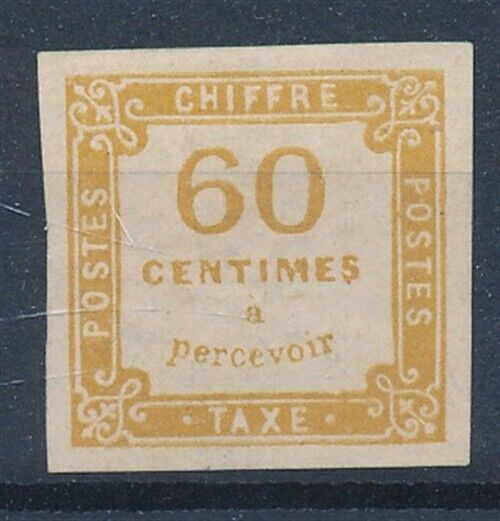 CHIFFRE
POSTES
60
CENTIMES
à
percevoir
POSTES
· TAXE ·